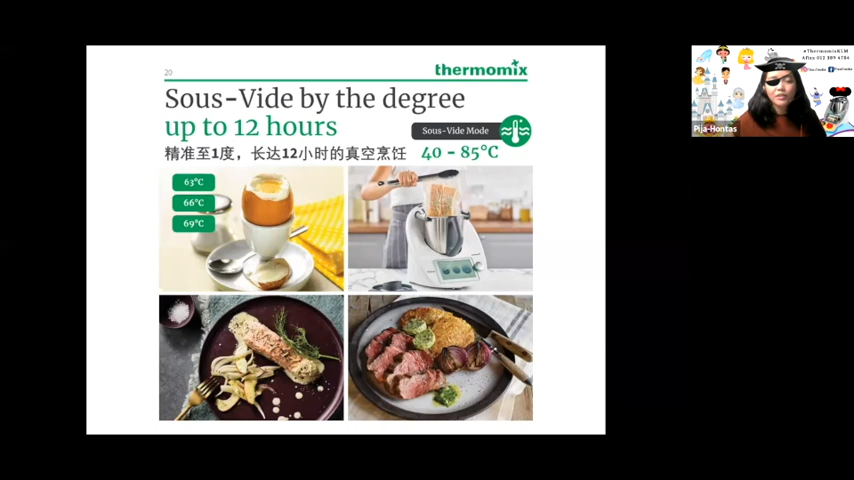 20
thermomix
Sous-Vide by the degree
up to 12 hours
Sous-Vide Mode
精准至1度，长达12小时的真空烹饪
40 - 85°C
63°C
66°C
69°C
#ThermomixKLM
Pija-Hontas